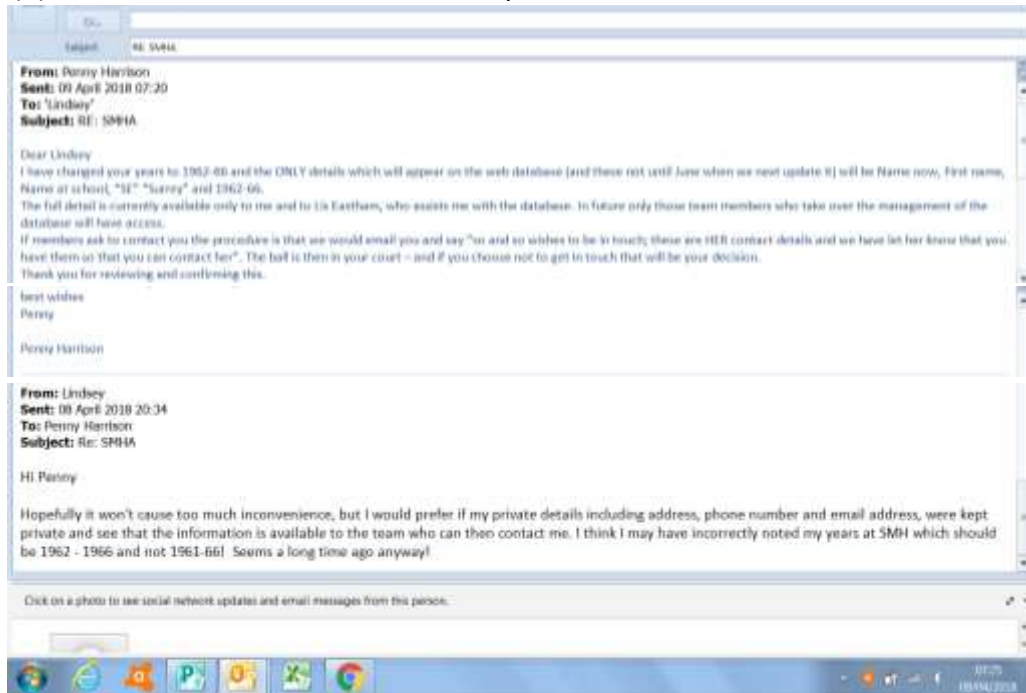 Subject: RE: SMHA
From: Penny Harrison
Sent: 09 April 2018 07:20
To: 'Lindsey'
Subject: RE: SMHA
Dear Lindsey
I have changed your years to 1962-66 and the ONLY details which will appear on the web database (and these not until June when we next update it) will be Name now, First name,
Name at school, "SE" "Surrey" and 1962-66.
The full detail is currently available only to me and to Lis Eastham, who assists me with the database. In future only those team members who take over the management of the
database will have access.
If members ask to contact you the procedure is that we would email you and say "so and so wishes to be in touch; these are HER contact details and we have let her know that you
have them so that you can contact her". The ball is then in your court – and if you choose not to get in touch that will be your decision.
Thank you for reviewing and confirming this.
best wishes
Penny
Penny Harrison
From: Lindsey
Sent: 08 April 2018 20:34
To: Penny Harrison
Subject: Re: SMHA
Hi Penny
Hopefully it won't cause too much inconvenience, but I would prefer if my private details including address, phone number and email address, were kept
private and see that the information is available to the team who can then contact me. I think I may have incorrectly noted my years at SMH which should
be 1962 - 1966 and not 1961-66! Seems a long time ago anyway!
Click on a photo to see social network updates and email messages from this person.
09/04/2018